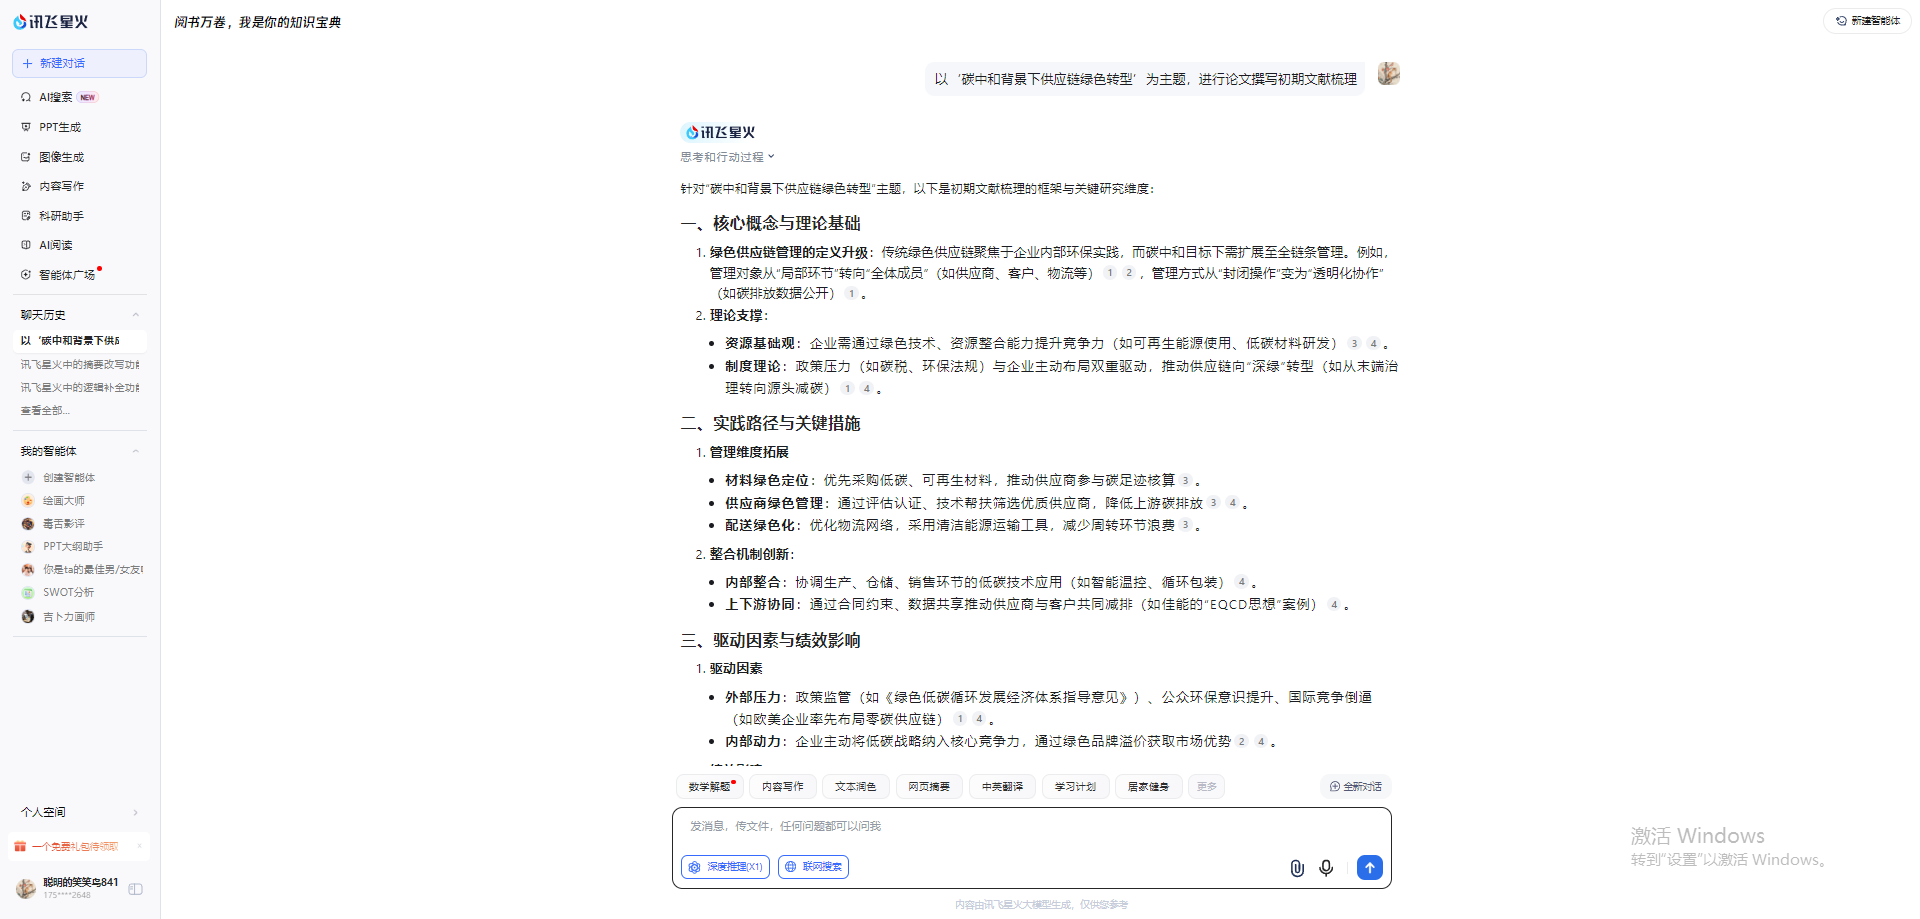 讯飞星火
新建对话
AI搜索 NEW
PPT生成
图像生成
内容写作
科研助手
AI阅读
智能体广场
聊天历史
以‘碳中和背景下供应
讯飞星火中的摘要改写功能
讯飞星火中的逻辑补全功能
查看全部...
我的智能体
创建智能体
绘画大师
毒舌影评
PPT大纲助手
你是ta的最佳男/女友
SWOT分析
吉卜力画师
个人空间
一个免费礼包待领取
聪明的笑笑鸟841
175****2648
阅书万卷，我是你的知识宝典
新建智能体
以‘碳中和背景下供应链绿色转型’为主题，进行论文撰写初期文献梳理
讯飞星火
思考和行动过程
针对“碳中和背景下供应链绿色转型”主题，以下是初期文献梳理的框架与关键研究维度：
一、核心概念与理论基础
1. 绿色供应链管理的定义升级：传统绿色供应链聚焦于企业内部环保实践，而碳中和目标下需扩展至全链条管理。例如，
管理对象从“局部环节”转向“全体成员”（如供应商、客户、物流等） 1 2 ，管理方式从“封闭操作”变为“透明化协作”
（如碳排放数据公开） 1 。
2. 理论支撑：
• 资源基础观：企业需通过绿色技术、资源整合能力提升竞争力（如可再生能源使用、低碳材料研发） 3 4 。
• 制度理论：政策压力（如碳税、环保法规）与企业主动布局双重驱动，推动供应链向“深绿”转型（如从末端治
理转向源头减碳） 1 4 。
二、实践路径与关键措施
1. 管理维度拓展
• 材料绿色定位：优先采购低碳、可再生材料，推动供应商参与碳足迹核算 3 。
• 供应商绿色管理：通过评估认证、技术帮扶筛选优质供应商，降低上游碳排放 3 4 。
• 配送绿色化：优化物流网络，采用清洁能源运输工具，减少周转环节浪费 3 。
2. 整合机制创新：
• 内部整合：协调生产、仓储、销售环节的低碳技术应用（如智能温控、循环包装） 4 。
• 上下游协同：通过合同约束、数据共享推动供应商与客户共同减排（如佳能的“EQCD思想”案例） 4 。
三、驱动因素与绩效影响
1. 驱动因素
• 外部压力：政策监管（如《绿色低碳循环发展经济体系指导意见》）、公众环保意识提升、国际竞争倒逼
（如欧美企业率先布局零碳供应链） 1 4 。
• 内部动力：企业主动将低碳战略纳入核心竞争力，通过绿色品牌溢价获取市场优势 2 4 。
数学解题 内容写作 文本润色 网页摘要 中英翻译 学习计划 居家健身 更多 全新对话
发消息，传文件，任何问题都可以问我
深度推理(X1) 联网搜索
内容由讯飞星火大模型生成，仅供您参考
激活 Windows
转到“设置”以激活 Windows。